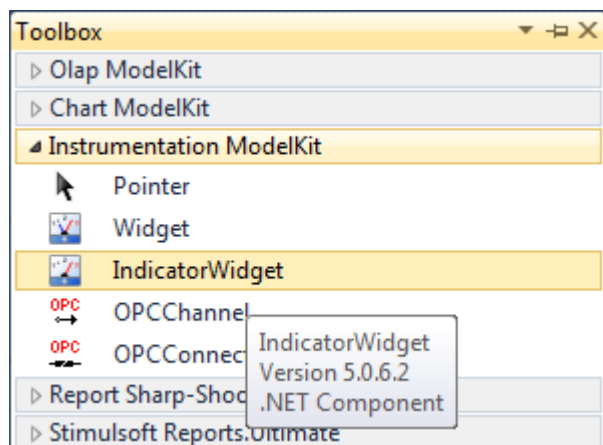 Toolbox
Olap ModelKit
Chart ModelKit
Instrumentation ModelKit
Pointer
Widget
IndicatorWidget
OPC OPCChannel
OPC OPCConnect
IndicatorWidget
Version 5.0.6.2
.NET Component
Report Sharp-Shoo
Stimulsoft Reports.Ultimate